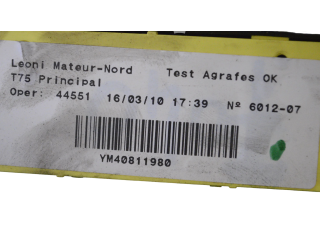 Leoni Mateur-Nord Test Agrafes OK
T75 Principal
Oper: 44551 16/03/10 17:39 Nº 6012-07
YM40811980